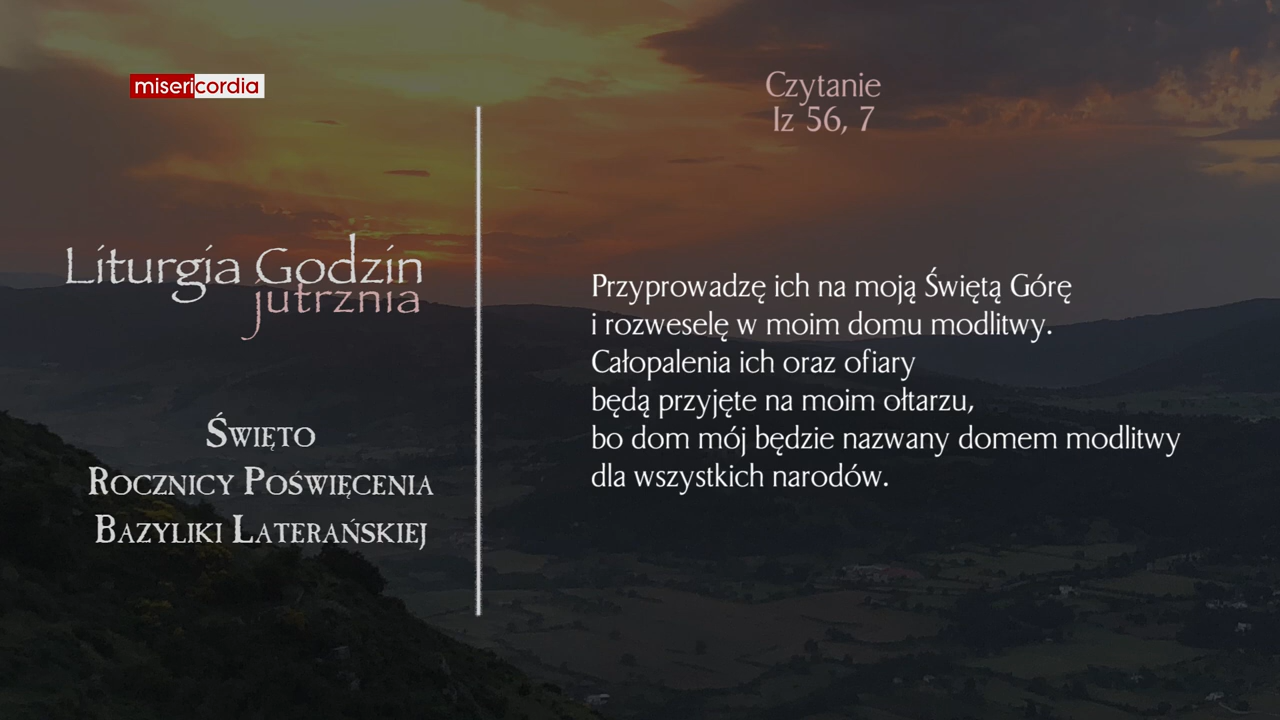 misericordia
Liturgia Godzin
jutrznia
Święto
Rocznicy Poświęcenia
Bazyliki Laterańskiej
Czytanie
Iz 56, 7
Przyprowadzę ich na moją Świętą Górę
i rozweselę w moim domu modlitwy.
Całopalenia ich oraz ofiary
będą przyjęte na moim ołtarzu,
bo dom mój będzie nazwany domem modlitwy
dla wszystkich narodów.